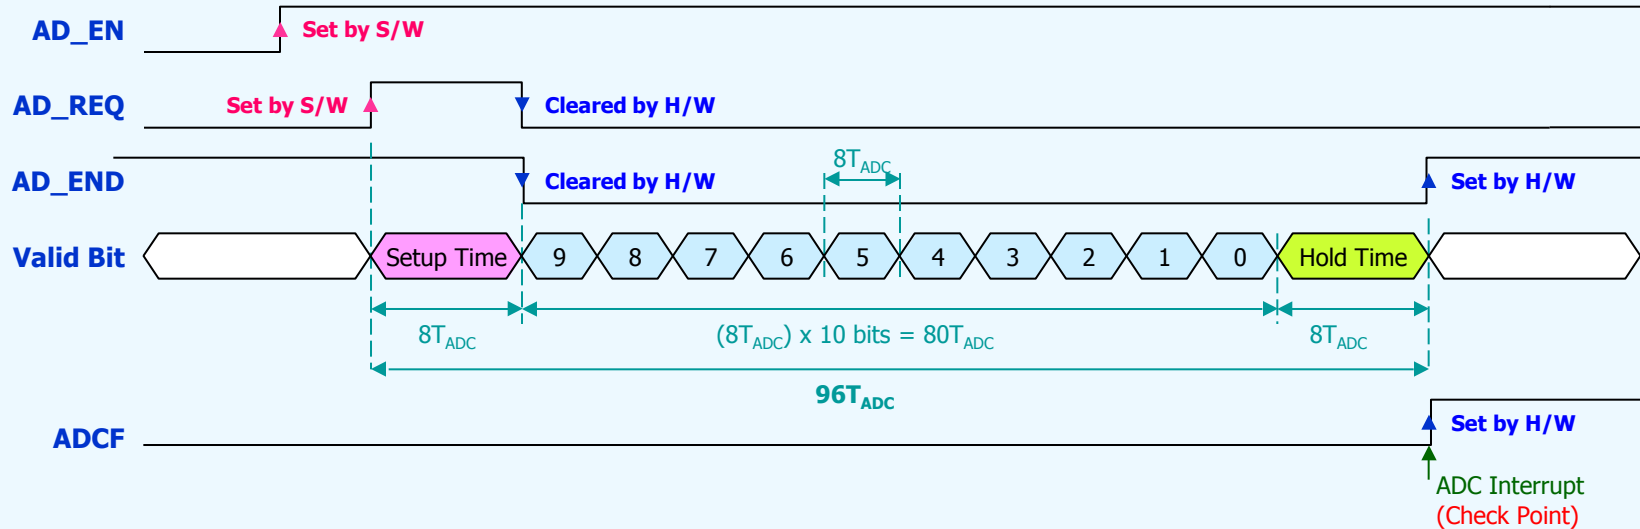 AD_EN
Set by S/W
AD_REQ
Set by S/W
Cleared by H/W
8TADC
AD_END
Cleared by H/W
Set by H/W
Valid Bit
Setup Time
9
8
7
6
5
4
3
2
1
0
Hold Time
8TADC
(8TADC) x 10 bits = 80TADC
8TADC
96TADC
ADCF
Set by H/W
ADC Interrupt
(Check Point)